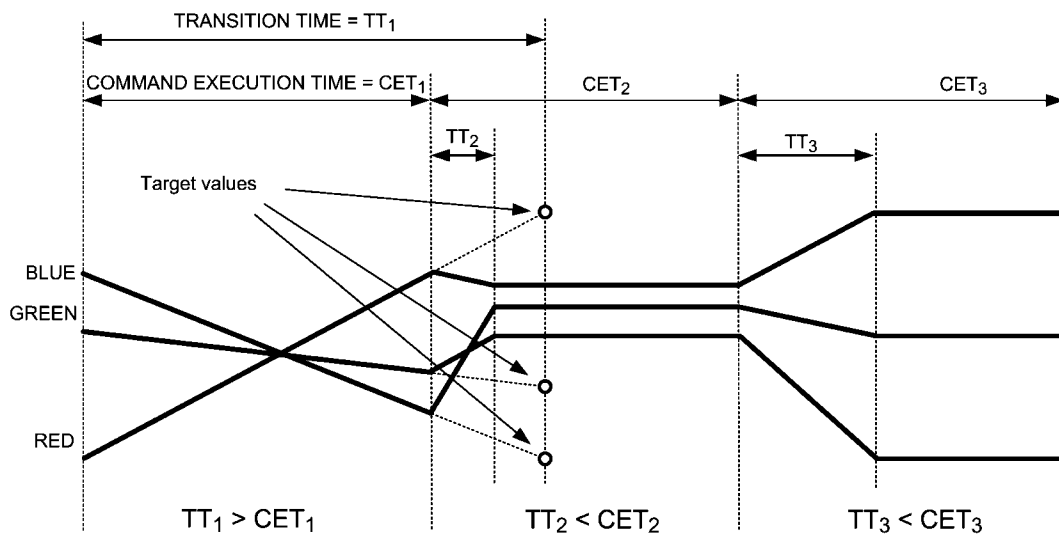 TRANSITION TIME = TT1
COMMAND EXECUTION TIME = CET1
CET2
CET3
TT2
TT3
Target values
BLUE
GREEN
RED
TT1 > CET1
TT2 < CET2
TT3 < CET3